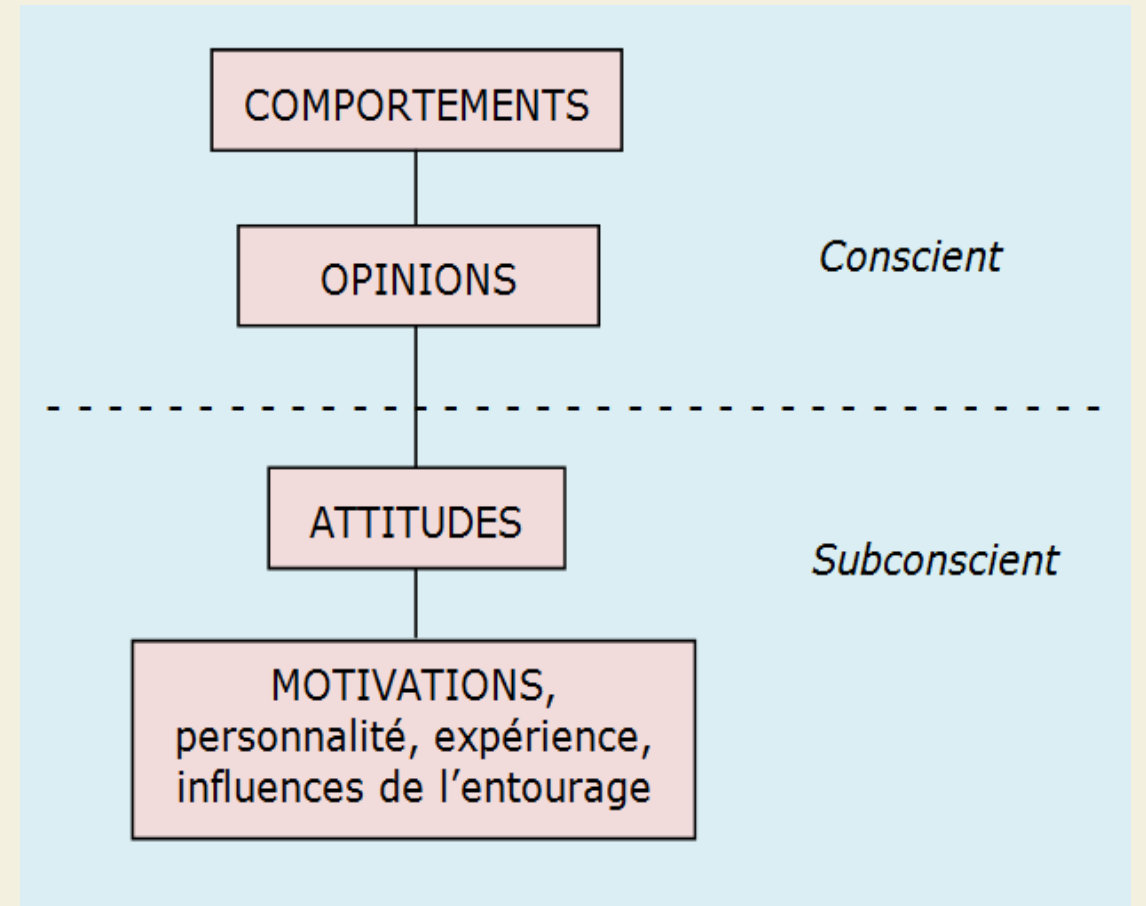 COMPORTEMENTS
OPINIONS
Conscient
ATTITUDES
Subconscient
MOTIVATIONS,
personnalité, expérience,
influences de l’entourage